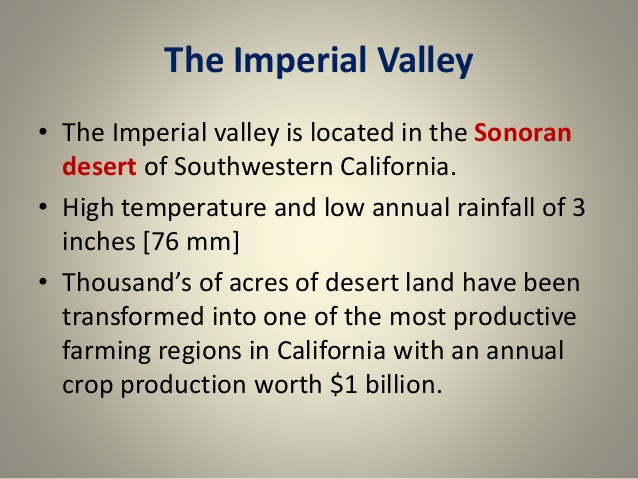 The Imperial Valley
• The Imperial valley is located in the Sonoran
desert of Southwestern California.
• High temperature and low annual rainfall of 3
inches [76 mm]
• Thousand’s of acres of desert land have been
transformed into one of the most productive
farming regions in California with an annual
crop production worth $1 billion.